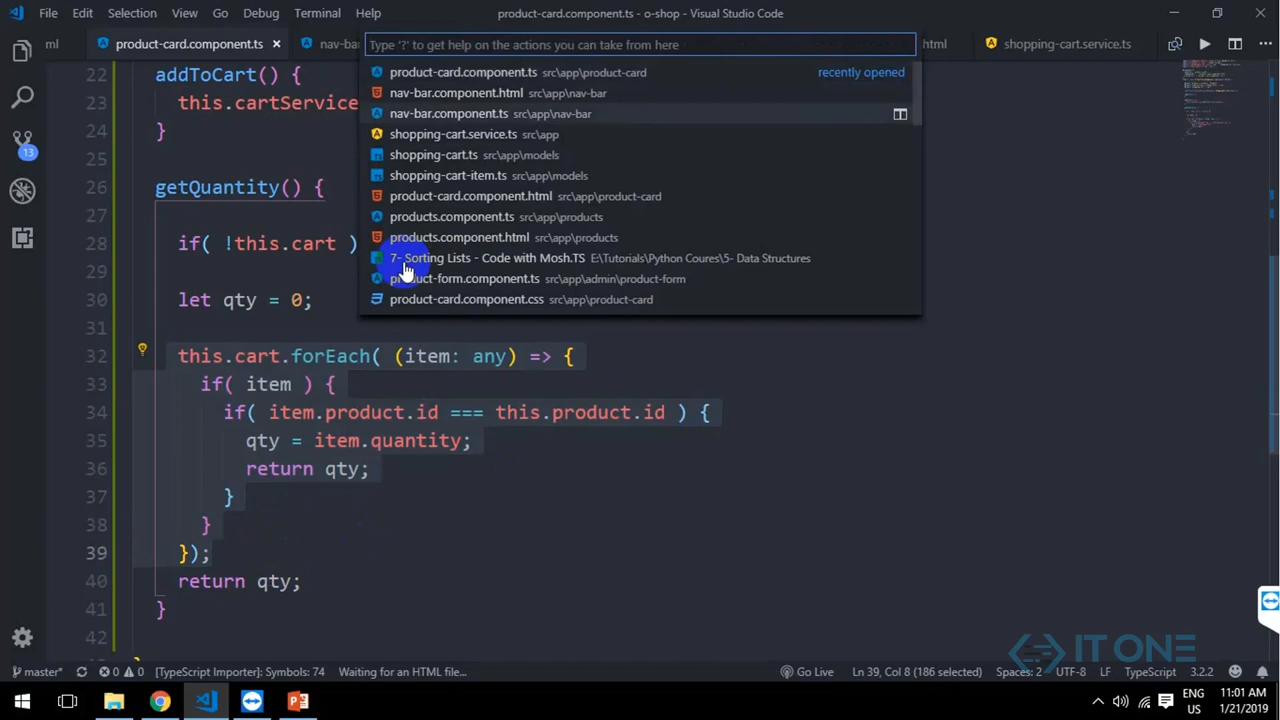 File Edit Selection View Go Debug Terminal Help product-card.component.ts - o-shop - Visual Studio Code
ml product-card.component.ts nav-bar html shopping-cart.service.ts
Type '?' to get help on the actions you can take from here
product-card.component.ts src\app\product-card recently opened
nav-bar.component.html src\app\nav-bar
nav-bar.component.ts src\app\nav-bar
shopping-cart.service.ts src\app
shopping-cart.ts src\app\models
shopping-cart-item.ts src\app\models
product-card.component.html src\app\product-card
products.component.ts src\app\products
products.component.html src\app\products
7- Sorting Lists - Code with Mosh.TS E:\Tutorials\Python Coures\5- Data Structures
product-form.component.ts src\app\admin\product-form
product-card.component.css src\app\product-card
22 addToCart() {
23 this.cartService
24 }
25
26 getQuantity() {
27
28 if( !this.cart )
29
30 let qty = 0;
31
32 this.cart.forEach( (item: any) => {
33 if( item ) {
34 if( item.product.id === this.product.id ) {
35 qty = item.quantity;
36 return qty;
37 }
38 }
39 });
40 return qty;
41 }
42
13
IT ONE
master* 0 0 [TypeScript Importer]: Symbols: 74 Waiting for an HTML file... Go Live Ln 39, Col 8 (186 selected) Spaces: 2 UTF-8 LF TypeScript 3.2.2
ENG 11:01 AM
US 1/21/2019